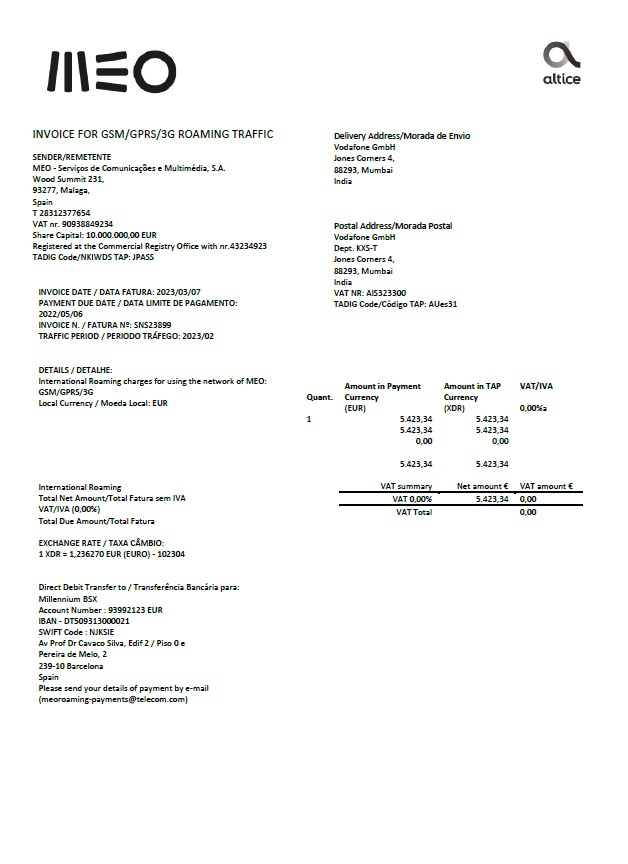 MEO
altice
INVOICE FOR GSM/GPRS/3G ROAMING TRAFFIC
SENDER/REMETENTE
MEO - Serviços de Comunicações e Multimédia, S.A.
Wood Summit 231,
93277, Malaga,
Spain
T 28312377654
VAT nr. 90938849234
Share Capital: 10.000.000,00 EUR
Registered at the Commercial Registry Office with nr.43234923
TADIG Code/NKIWDS TAP: JPASS
Delivery Address/Morada de Envio
Vodafone GmbH
Jones Corners 4,
88293, Mumbai
India
Postal Address/Morada Postal
Vodafone GmbH
Dept. KXS-T
Jones Corners 4,
88293, Mumbai
India
VAT NR: AIS323300
TADIG Code/Código TAP: AUes31
INVOICE DATE / DATA FATURA: 2023/03/07
PAYMENT DUE DATE / DATA LIMITE DE PAGAMENTO:
2022/05/06
INVOICE N. / FATURA Nº: SNS23899
TRAFFIC PERIOD / PERIODO TRÁFEGO: 2023/02
DETAILS / DETALHE:
International Roaming charges for using the network of MEO:
GSM/GPRS/3G
Local Currency / Moeda Local: EUR
Quant. Amount in Payment Currency (EUR) Amount in TAP Currency (XDR) VAT/IVA 0,00%a
1 5.423,34 5.423,34
5.423,34 5.423,34
0,00 0,00
5.423,34 5.423,34
International Roaming
Total Net Amount/Total Fatura sem IVA
VAT/IVA (0,00%)
Total Due Amount/Total Fatura
VAT summary Net amount € VAT amount €
VAT 0,00% 5.423,34 0,00
VAT Total 0,00
EXCHANGE RATE / TAXA CÂMBIO:
1 XDR = 1,236270 EUR (EURO) - 102304
Direct Debit Transfer to / Transferência Bancária para:
Millennium BSX
Account Number : 93992123 EUR
IBAN - DT509313000021
SWIFT Code : NJKSIE
Av Prof Dr Cavaco Silva, Edif 2 / Piso 0 e
Pereira de Melo, 2
239-10 Barcelona
Spain
Please send your details of payment by e-mail
(meoroaming-payments@telecom.com)